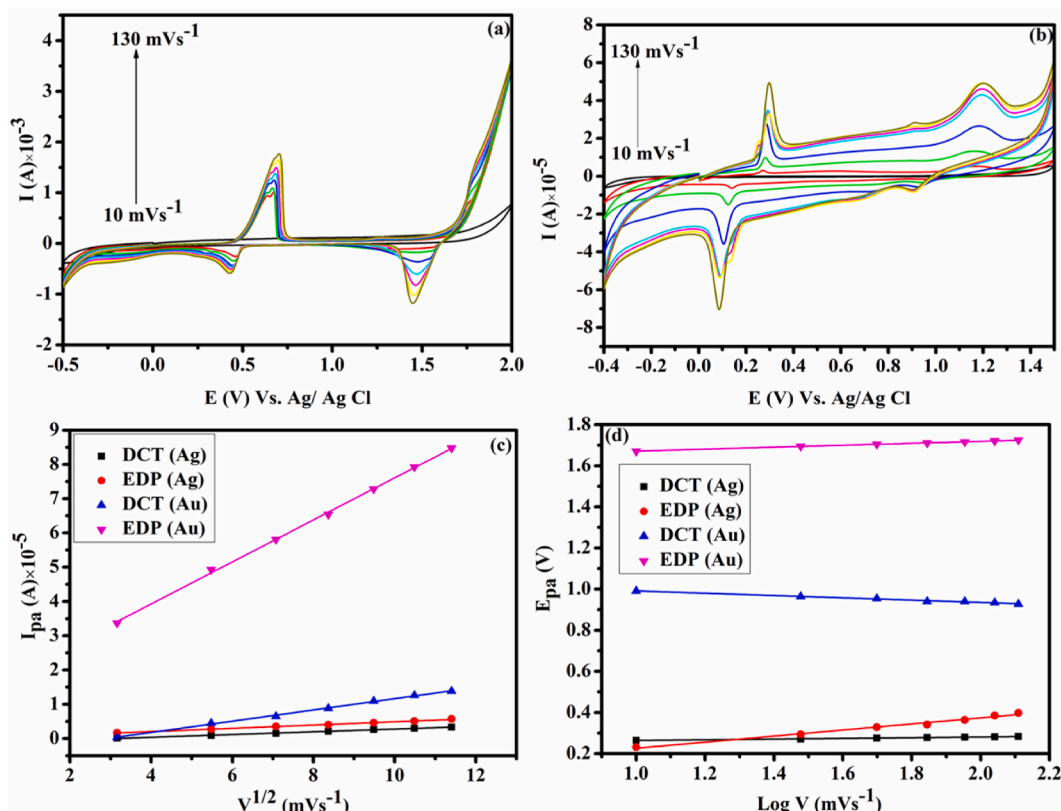 (a)
130 mVs-1
10 mVs-1
I (A)×10-3
4
3
2
1
0
-1
-2
-0.5
0.0
0.5
1.0
1.5
2.0
E (V) Vs. Ag/ Ag Cl
(b)
130 mVs-1
10 mVs-1
I (A)×10-5
8
6
4
2
0
-2
-4
-6
-8
-0.4
-0.2
0.0
0.2
0.4
0.6
0.8
1.0
1.2
1.4
E (V) Vs. Ag/Ag Cl
(c)
DCT (Ag)
EDP (Ag)
DCT (Au)
EDP (Au)
Ipa (A)×10-5
9
8
7
6
5
4
3
2
1
0
2
4
6
8
10
12
V1/2 (mVs-1)
(d)
DCT (Ag)
EDP (Ag)
DCT (Au)
EDP (Au)
Epa (V)
1.8
1.6
1.4
1.2
1.0
0.8
0.6
0.4
0.2
1.0
1.2
1.4
1.6
1.8
2.0
2.2
Log V (mVs-1)